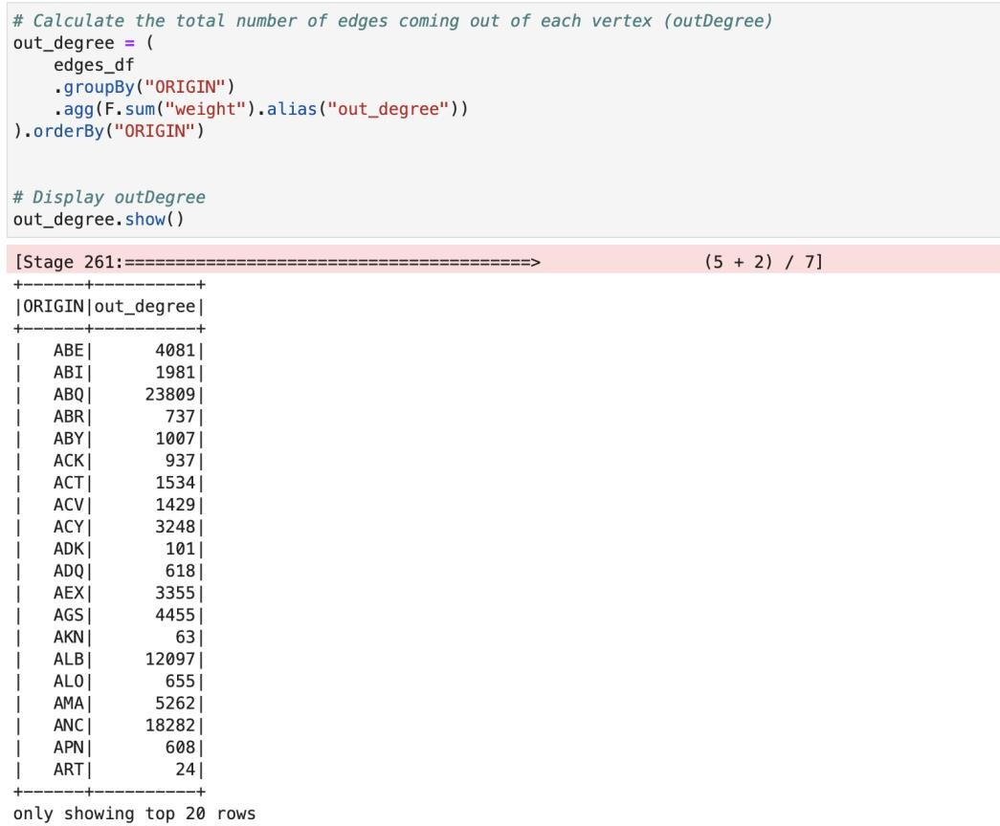 # Calculate the total number of edges coming out of each vertex (outDegree)
out_degree = (
    edges_df
    .groupBy("ORIGIN")
    .agg(F.sum("weight").alias("out_degree"))
).orderBy("ORIGIN")

# Display outDegree
out_degree.show()
[Stage 261:========================================>                (5 + 2) / 7]
+------+----------+
|ORIGIN|out_degree|
+------+----------+
|   ABE|      4081|
|   ABI|      1981|
|   ABQ|     23809|
|   ABR|       737|
|   ABY|      1007|
|   ACK|       937|
|   ACT|      1534|
|   ACV|      1429|
|   ACY|      3248|
|   ADK|       101|
|   ADQ|       618|
|   AEX|      3355|
|   AGS|      4455|
|   AKN|        63|
|   ALB|     12097|
|   ALO|       655|
|   AMA|      5262|
|   ANC|     18282|
|   APN|       608|
|   ART|        24|
+------+----------+
only showing top 20 rows